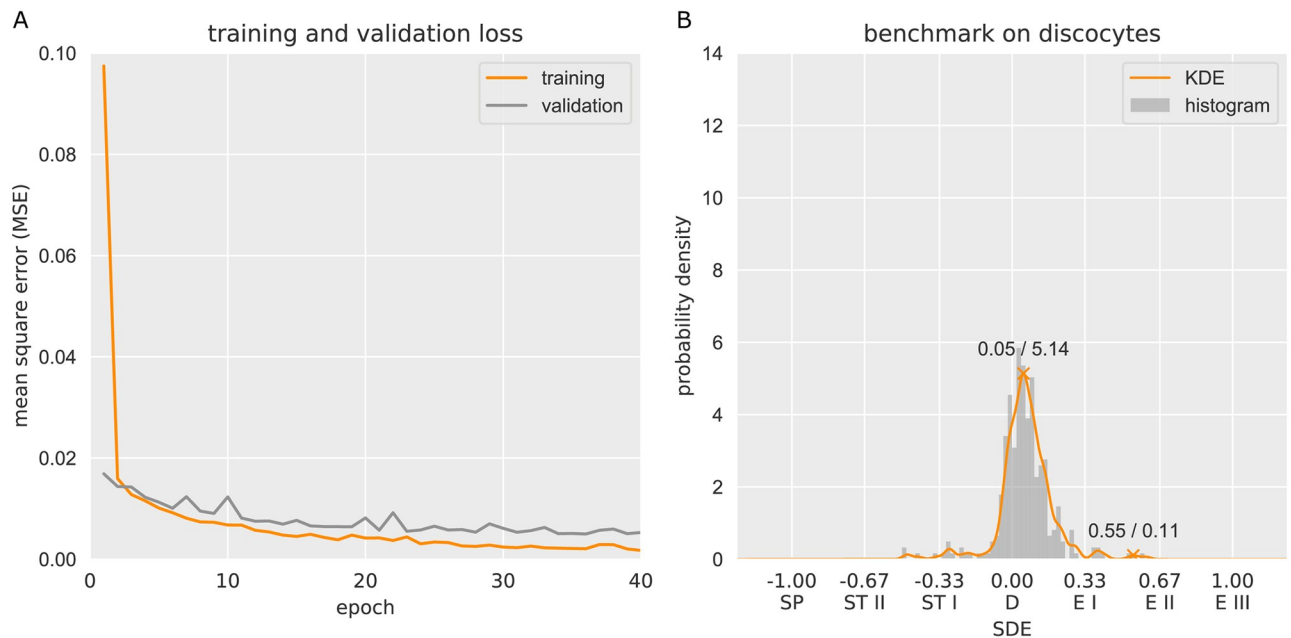 A
training and validation loss
mean square error (MSE)
0.10
0.08
0.06
0.04
0.02
0.00
training
validation
0
10
20
30
40
epoch
B
benchmark on discocytes
probability density
14
12
10
8
6
4
2
0
KDE
histogram
0.05 / 5.14
0.55 / 0.11
-1.00 -0.67 -0.33 0.00 0.33 0.67 1.00
SP ST II ST I D E I E II E III
SDE